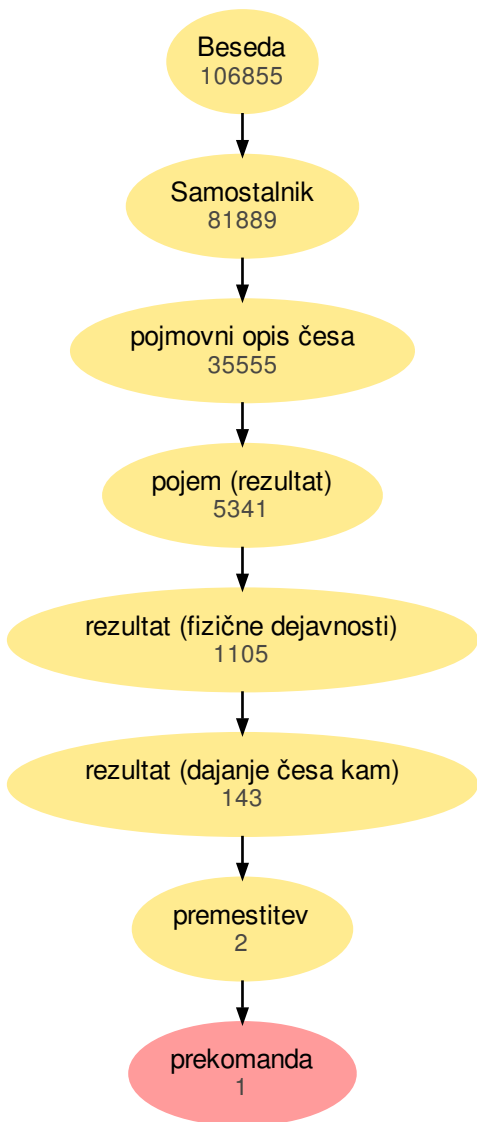 Beseda
106855
Samostalnik
81889
pojmovni opis česa
35555
pojem (rezultat)
5341
rezultat (fizične dejavnosti)
1105
rezultat (dajanje česa kam)
143
premestitev
2
prekomanda
1